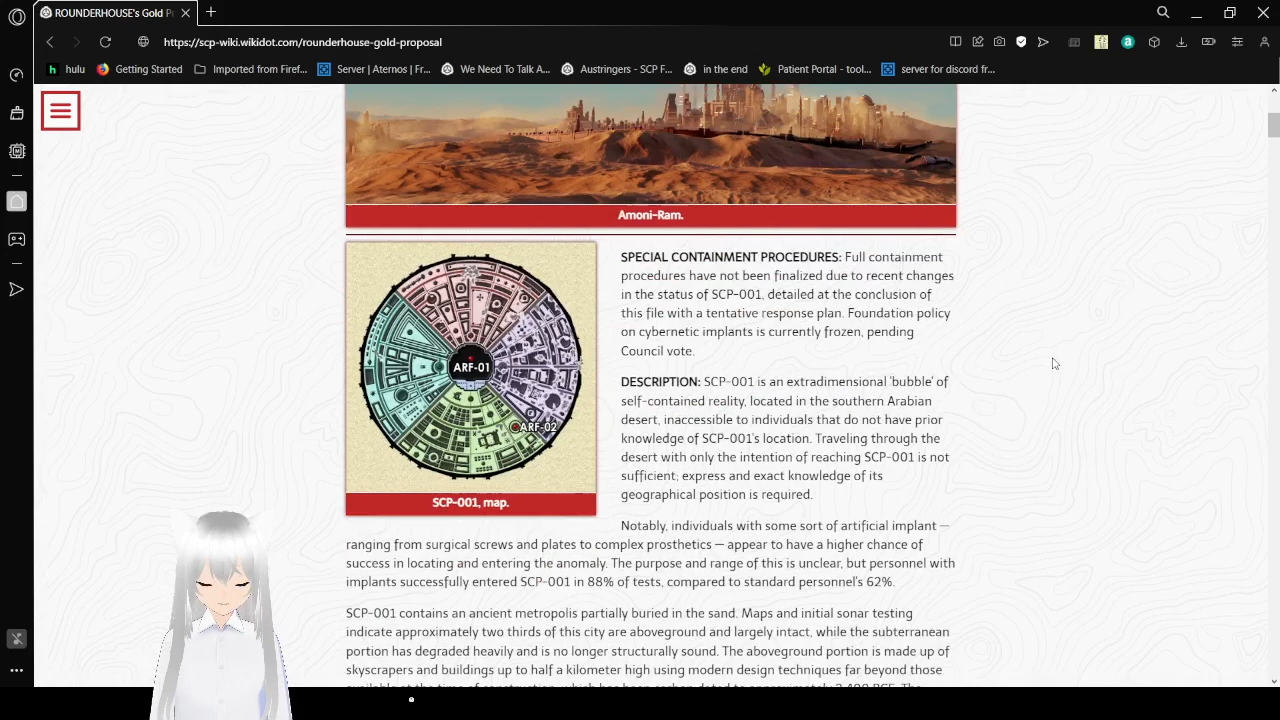 ROUNDERHOUSE's Gold P
https://scp-wiki.wikidot.com/rounderhouse-gold-proposal
hulu
Getting Started
Imported from Firef...
Server | Aternos | Fr...
We Need To Talk A...
Austringers - SCP F...
in the end
Patient Portal - tool...
server for discord fr...
Amoni-Ram.
ARF-01
ARF-02
SCP-001, map.
SPECIAL CONTAINMENT PROCEDURES: Full containment
procedures have not been finalized due to recent changes
in the status of SCP-001, detailed at the conclusion of
this file with a tentative response plan. Foundation policy
on cybernetic implants is currently frozen, pending
Council vote.
DESCRIPTION: SCP-001 is an extradimensional 'bubble' of
self-contained reality, located in the southern Arabian
desert, inaccessible to individuals that do not have prior
knowledge of SCP-001's location. Traveling through the
desert with only the intention of reaching SCP-001 is not
sufficient; express and exact knowledge of its
geographical position is required.
Notably, individuals with some sort of artificial implant —
ranging from surgical screws and plates to complex prosthetics — appear to have a higher chance of
success in locating and entering the anomaly. The purpose and range of this is unclear, but personnel with
implants successfully entered SCP-001 in 88% of tests, compared to standard personnel's 62%.
SCP-001 contains an ancient metropolis partially buried in the sand. Maps and initial sonar testing
indicate approximately two thirds of this city are aboveground and largely intact, while the subterranean
portion has degraded heavily and is no longer structurally sound. The aboveground portion is made up of
skyscrapers and buildings up to half a kilometer high using modern design techniques far beyond those